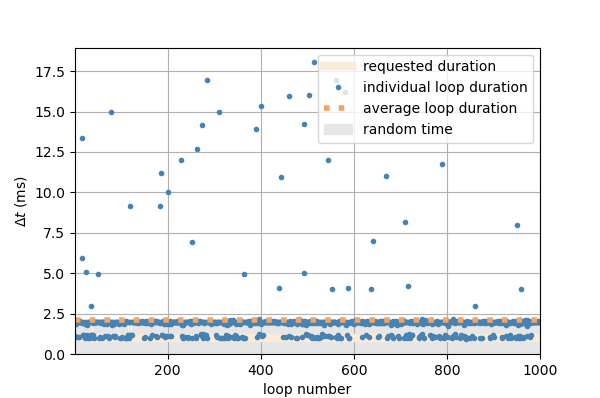 17.5
15.0
12.5
10.0
7.5
5.0
2.5
0.0
Δt (ms)
requested duration
individual loop duration
average loop duration
random time
200 400 600 800 1000
loop number